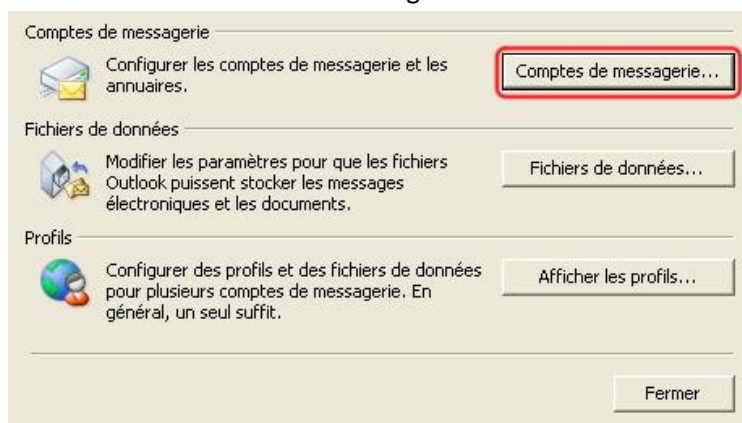 Comptes de messagerie
Configurer les comptes de messagerie et les
annuaires.
Comptes de messagerie...
Fichiers de données
Modifier les paramètres pour que les fichiers
Outlook puissent stocker les messages
électroniques et les documents.
Fichiers de données...
Profils
Configurer des profils et des fichiers de données
pour plusieurs comptes de messagerie. En
général, un seul suffit.
Afficher les profils...
Fermer